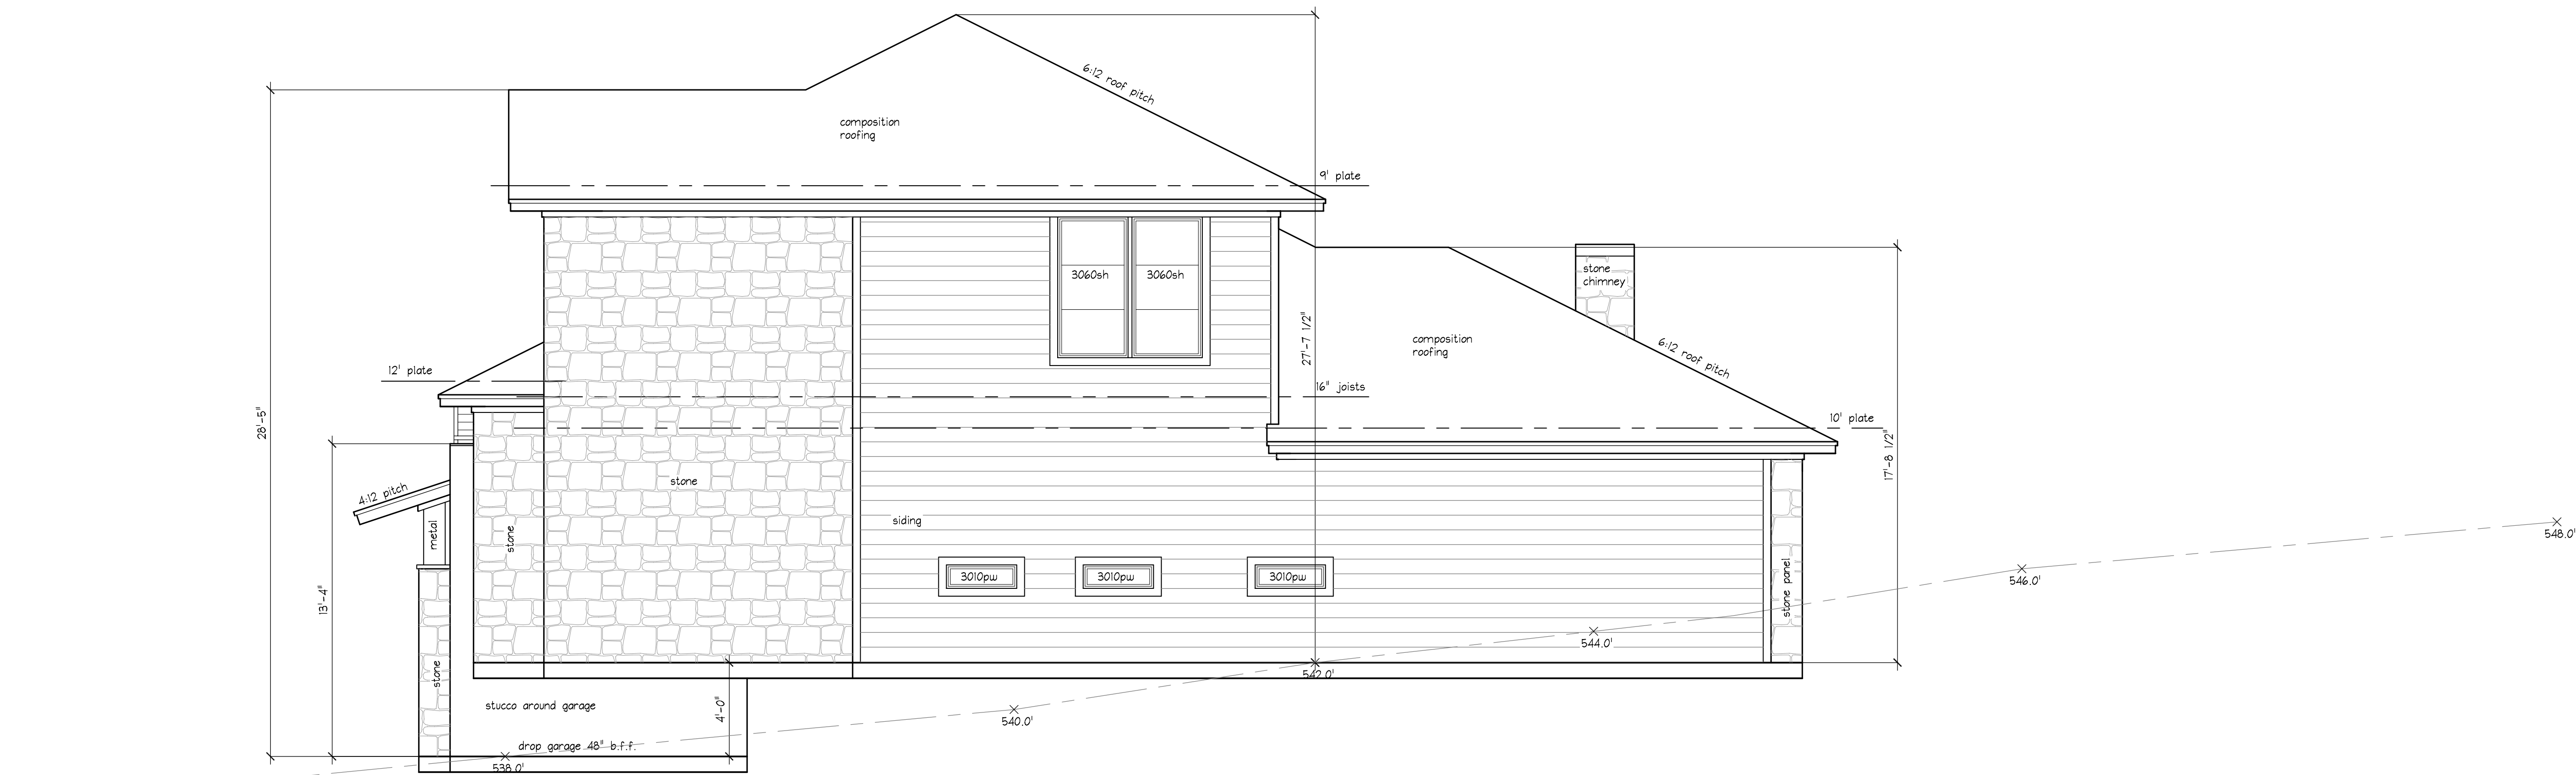 6:12 roof pitch
composition
roofing
9' plate
3060sh
3060sh
stone
chimney
27'-7 1/2"
composition
roofing
6:12 roof pitch
12' plate
16" joists
28'-5"
10' plate
17'-8 1/2"
4:12 pitch
stone
metal
stone
siding
548.0'
3010pw
3010pw
3010pw
546.0'
13'-4"
stone panel
544.0'
stone
542.0'
stucco around garage
4'-0"
540.0'
drop garage 48" b.f.f.
538.0'